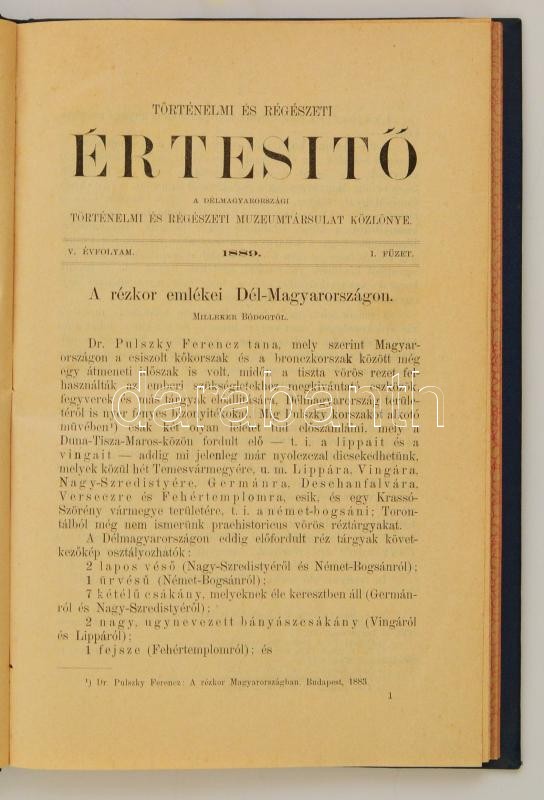 TÖRTÉNELMI ÉS RÉGÉSZETI
ÉRTESITŐ
A DÉLMAGYARORSZÁGI
TÖRTÉNELMI ÉS RÉGÉSZETI MUZEUMTÁRSULAT KÖZLÖNYE.
V. ÉVFOLYAM. 1889. I. FÜZET.
A rézkor emlékei Dél-Magyarországon.
MILLEKER BÓDOGTÓL.
Dr. Pulszky Ferencz tana, mely szerint Magyar-
országon a csiszolt kőkorszak és a bronczkorszak között még
egy átmeneti időszak is volt, midőn a tiszta vörös rezet fel-
használták az emberi szükségletekhez megkivántató eszközök,
fegyverek és más tárgyak előállitására, Délmagyarország terüle-
téről is nyer fényes bizonyitékokat. Mig Pulszky korszakot alkotó
művében¹) csak két olyan leletet tud előszámlálni, mely a
Duna-Tisza-Maros-közön fordult elő — t. i. a lippait és a
vingait — addig mi jelenleg már nyolczczal dicsekedhetünk,
melyek közül hét Temesvármegyére, u. m. Lippára, Vingára,
Nagy-Szredistyére, Germánra, Deschanfalvára,
Verseczre és Fehértemplomra, esik, és egy Krassó-
Szörény vármegye területére, t. i. a német-bogsáni; Toron-
tálból még nem ismerünk praehistoricus vörös réztárgyakat.
A Délmagyarországon eddig előfordult réz tárgyak követ-
kezőkép osztályozhatók:
2 lapos véső (Nagy-Szredistyéről és Német-Bogsánról);
1 űrvésű (Német-Bogsánról);
7 kétélű csákány, melyeknek éle keresztben áll (Germán-
ról és Nagy-Szredistyéről);
2 nagy, ugynevezett bányászcsákány (Vingáról
és Lippáról);
1 fejsze (Fehértemplomról); és
¹) Dr. Pulszky Ferencz: A rézkor Magyarországban. Budapest, 1883.
1
darabanth